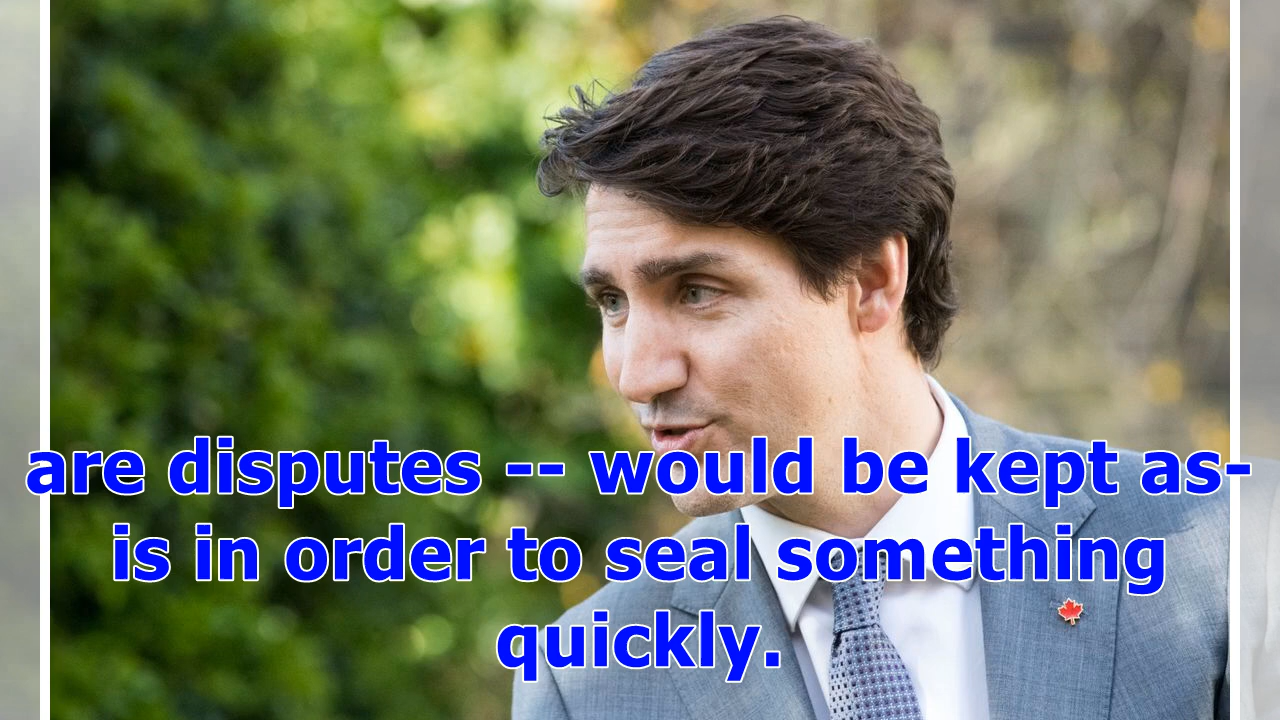 are disputes -- would be kept as-
is in order to seal something
quickly.